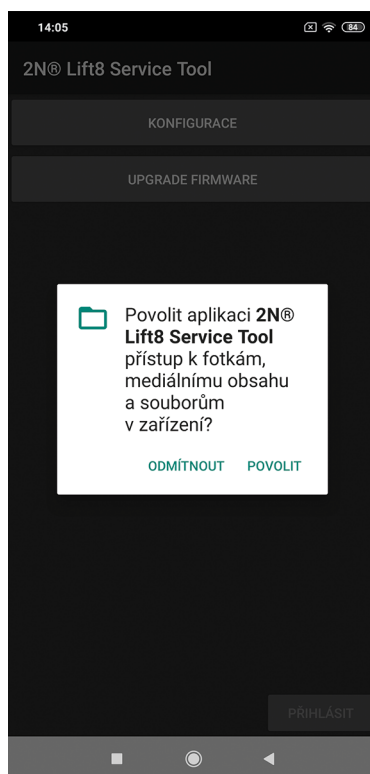 14:05
84
2N® Lift8 Service Tool
KONFIGURACE
UPGRADE FIRMWARE
Povolit aplikaci 2N®
Lift8 Service Tool
přístup k fotkám,
mediálnímu obsahu
a souborům
v zařízení?
ODMÍTNOUT POVOLIT
PŘIHLÁSIT